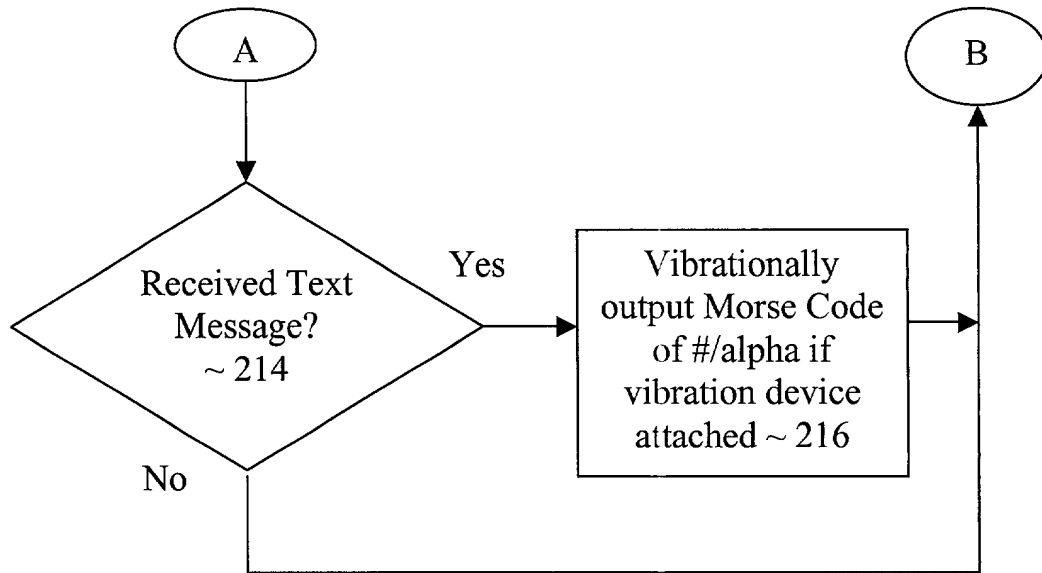 A
B
Received Text
Message?
~ 214
Yes
Vibrationally
output Morse Code
of #/alpha if
vibration device
attached ~ 216
No